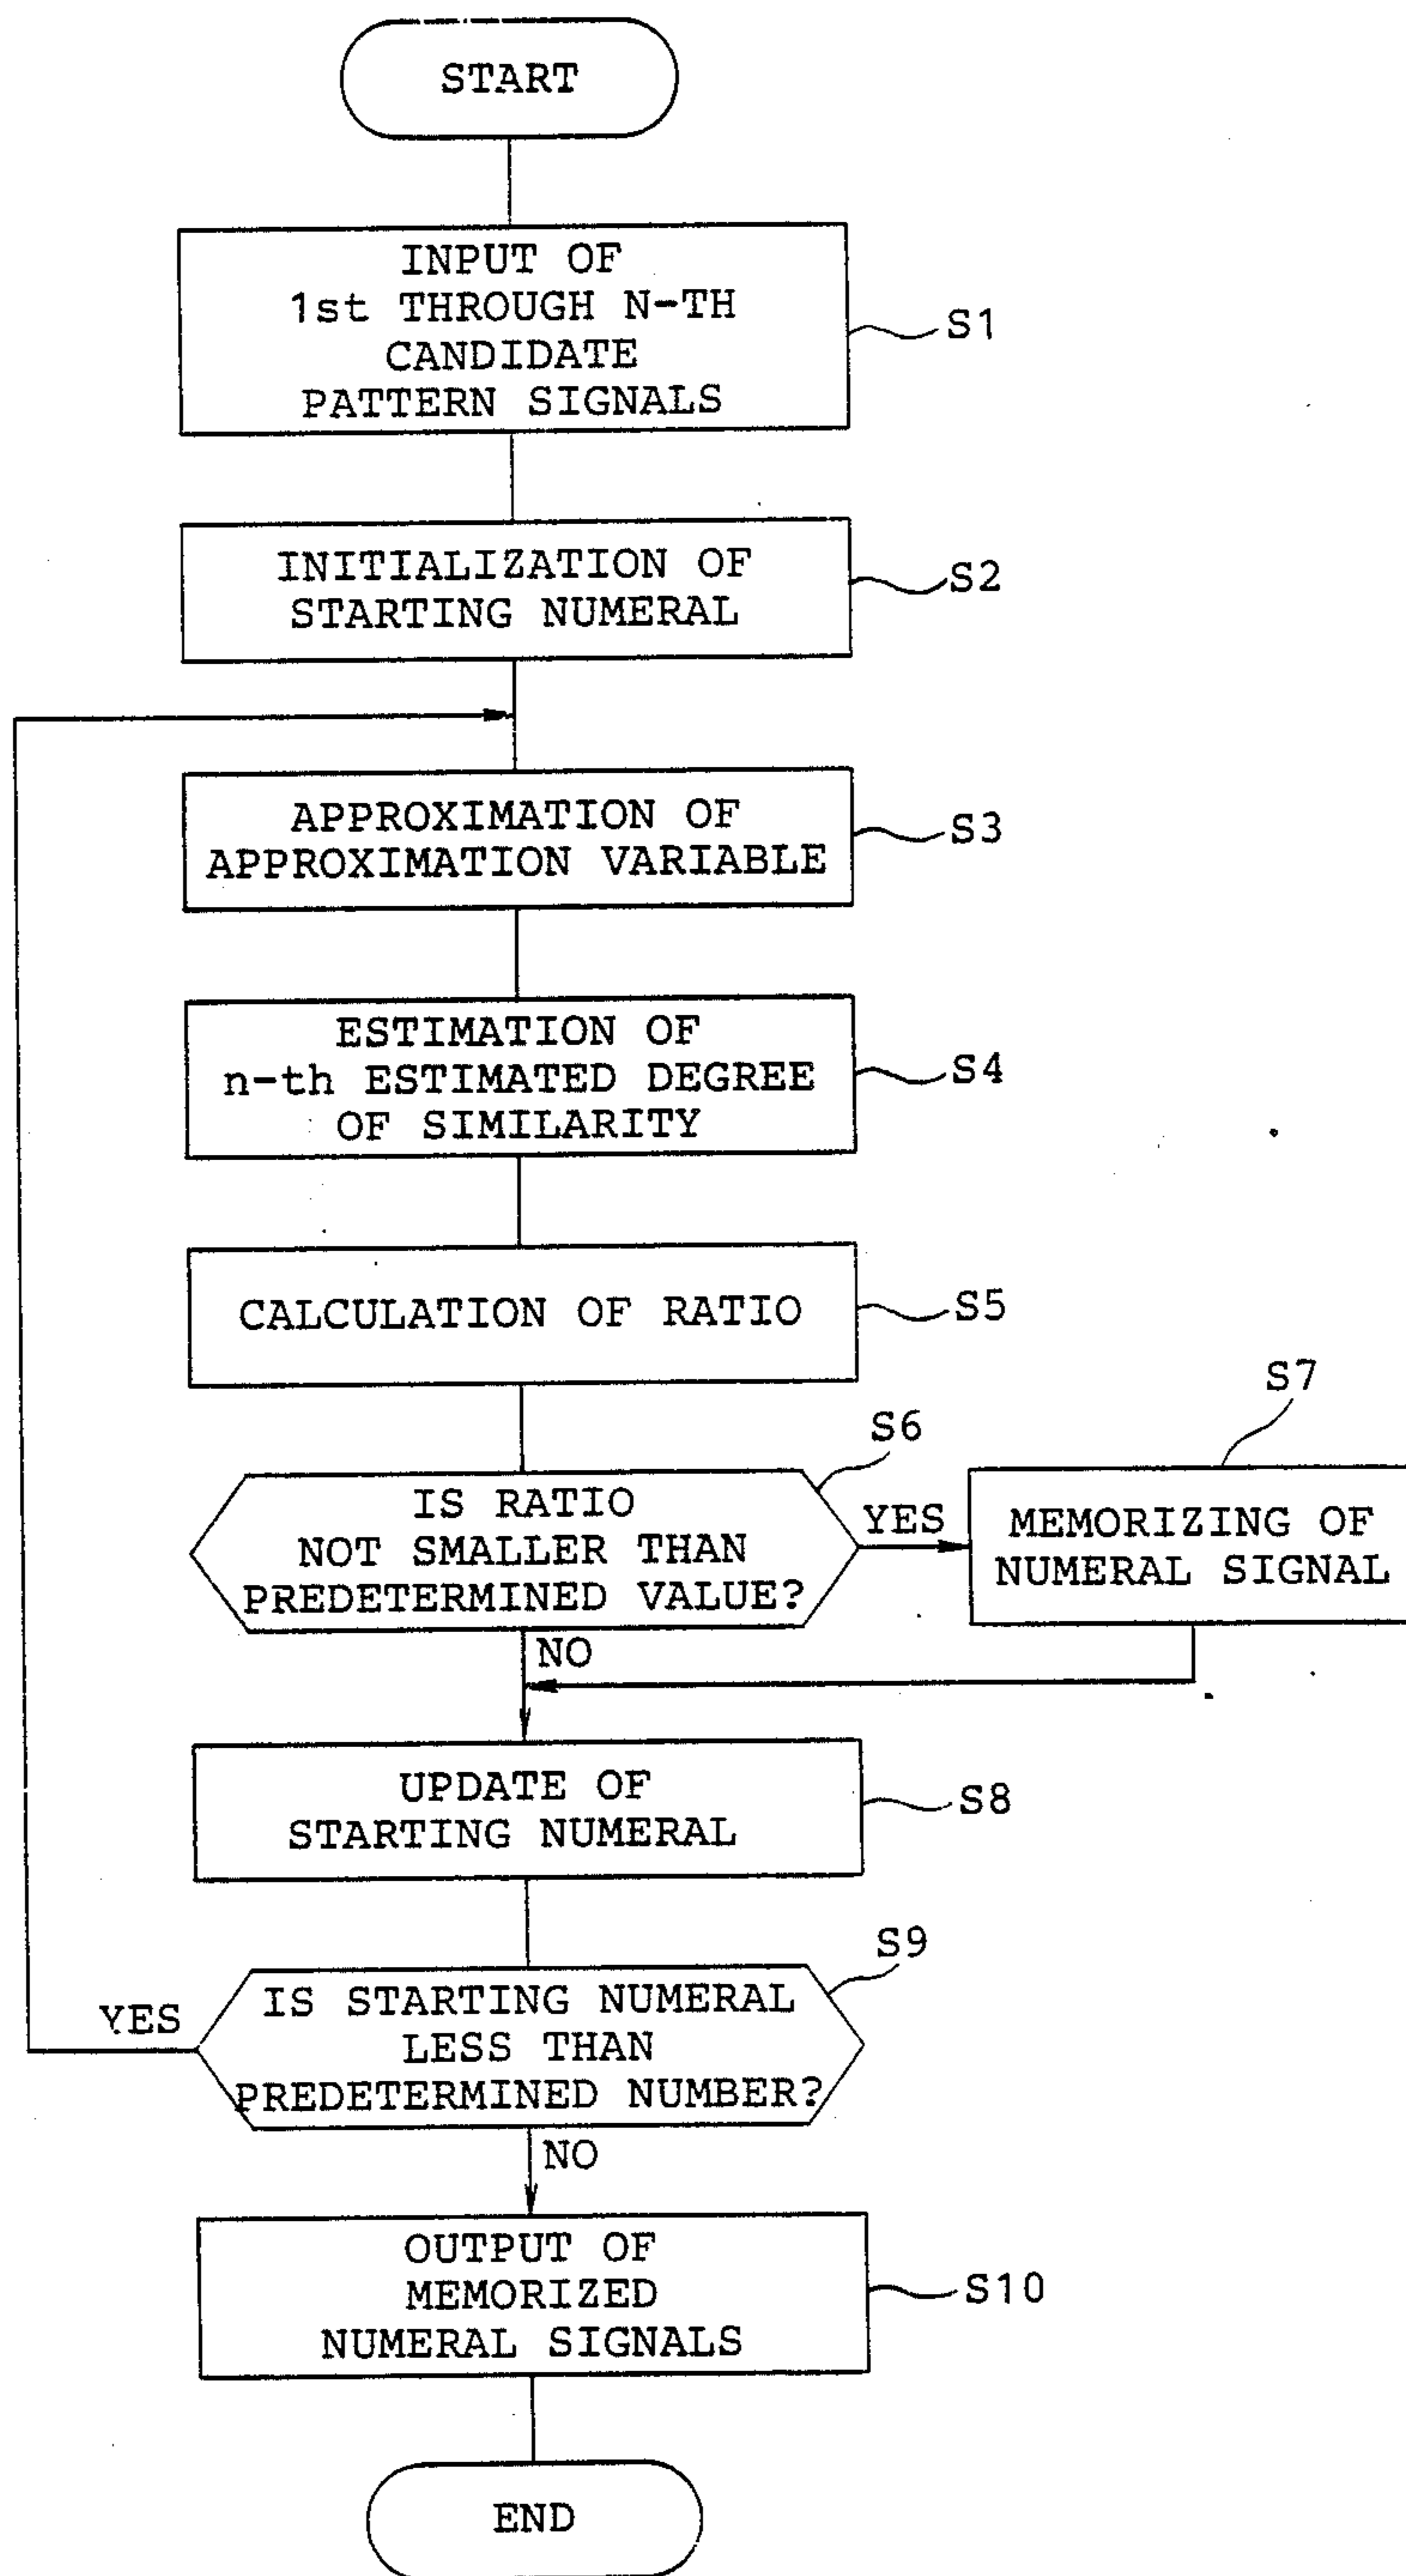 START
INPUT OF
1st THROUGH N-TH
CANDIDATE
PATTERN SIGNALS
S1
INITIALIZATION OF
STARTING NUMERAL
S2
APPROXIMATION OF
APPROXIMATION VARIABLE
S3
ESTIMATION OF
n-th ESTIMATED DEGREE
OF SIMILARITY
S4
CALCULATION OF RATIO
S5
S6
IS RATIO
NOT SMALLER THAN
PREDETERMINED VALUE?
YES
S7
MEMORIZING OF
NUMERAL SIGNAL
NO
UPDATE OF
STARTING NUMERAL
S8
S9
IS STARTING NUMERAL
LESS THAN
PREDETERMINED NUMBER?
YES
NO
OUTPUT OF
MEMORIZED
NUMERAL SIGNALS
S10
END